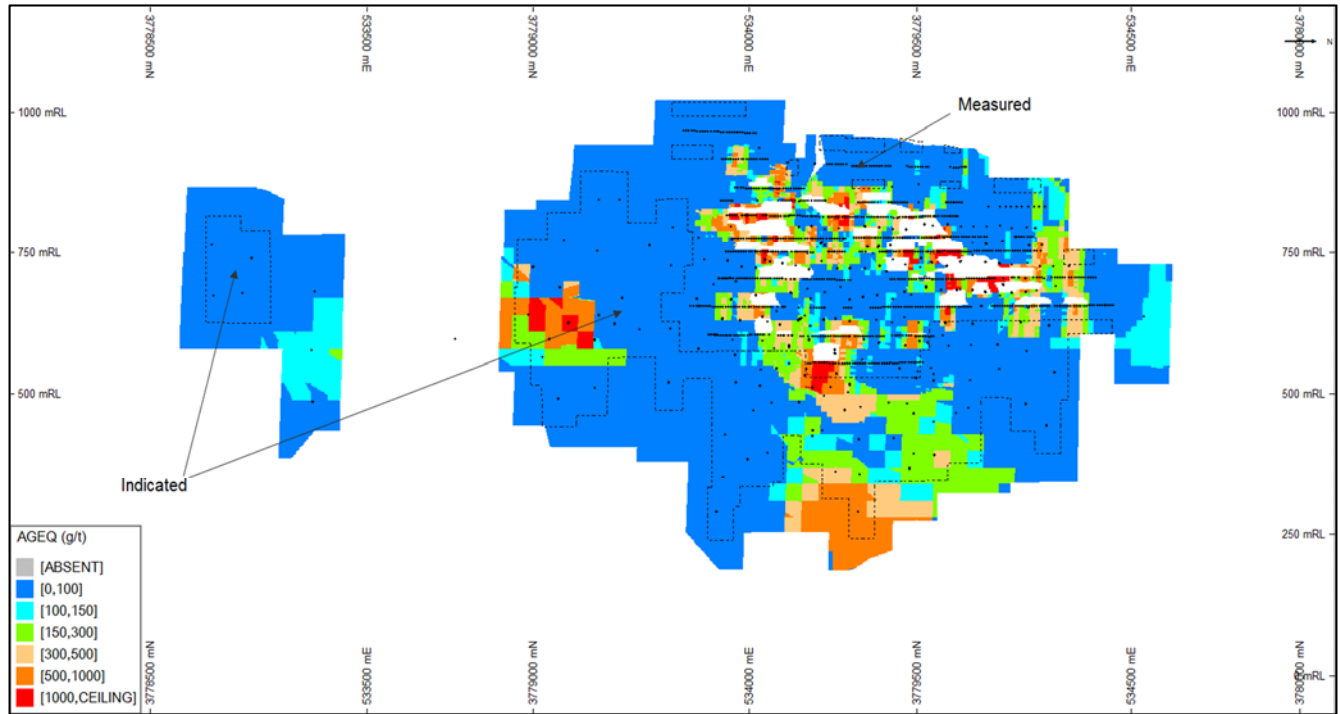 3778500 mN
533500 mE
3779000 mN
534000 mE
3779500 mN
534500 mE
3780000 mN
N
1000 mRL
1000 mRL
Measured
750 mRL
750 mRL
500 mRL
500 mRL
Indicated
250 mRL
AGEQ (g/t)
[ABSENT]
[0,100]
[100,150]
[150,300]
[300,500]
[500,1000]
[1000,CEILING]
3778500 mN
533500 mE
3779000 mN
534000 mE
3779500 mN
534500 mE
3780000 mN
0 mRL